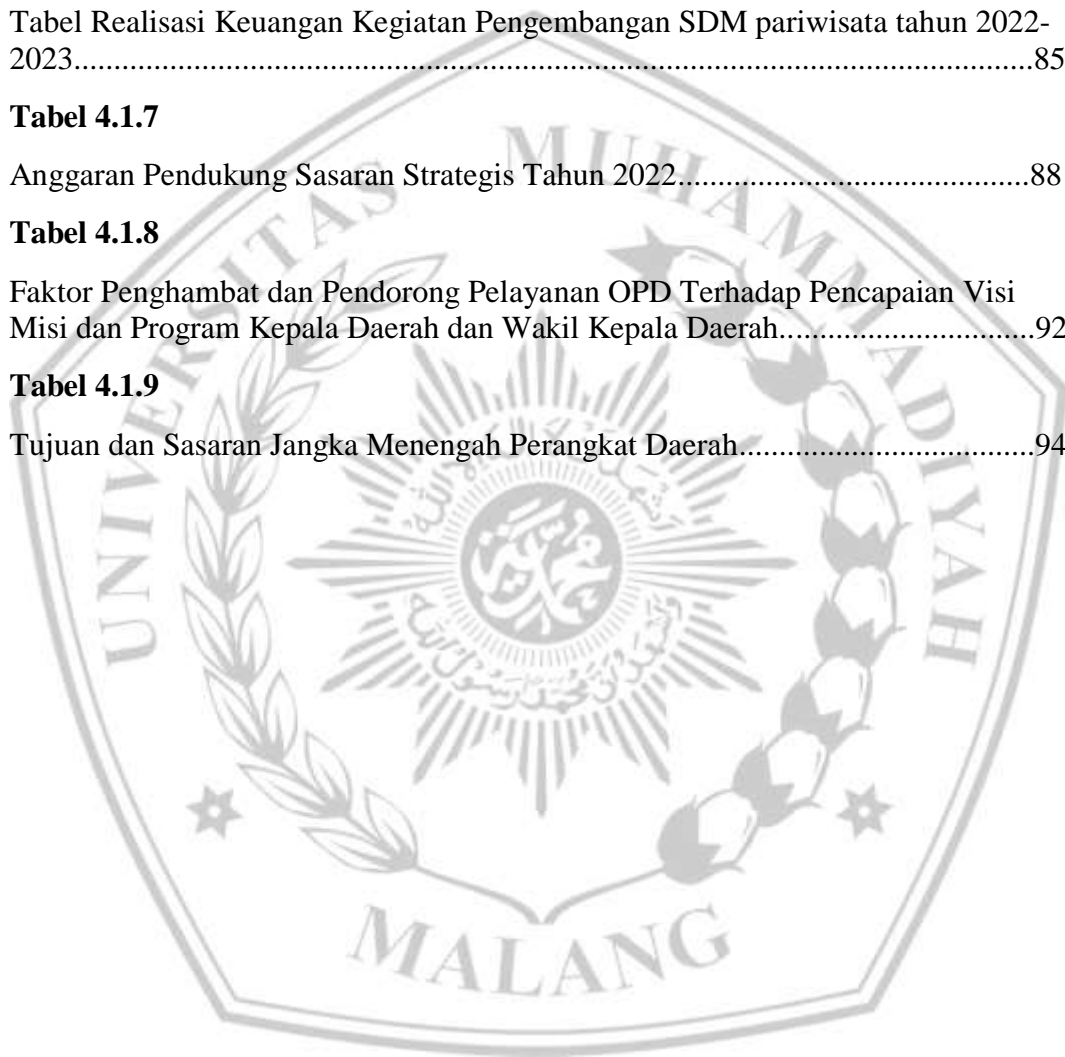 Tabel Realisasi Keuangan Kegiatan Pengembangan SDM pariwisata tahun 2022-
2023.......................................................................................................................85
Tabel 4.1.7
Anggaran Pendukung Sasaran Strategis Tahun 2022............................................88
Tabel 4.1.8
Faktor Penghambat dan Pendorong Pelayanan OPD Terhadap Pencapaian Visi
Misi dan Program Kepala Daerah dan Wakil Kepala Daerah................................92
Tabel 4.1.9
Tujuan dan Sasaran Jangka Menengah Perangkat Daerah.....................................94
UNIVERSITAS MUHAMMADIYAH
MALANG